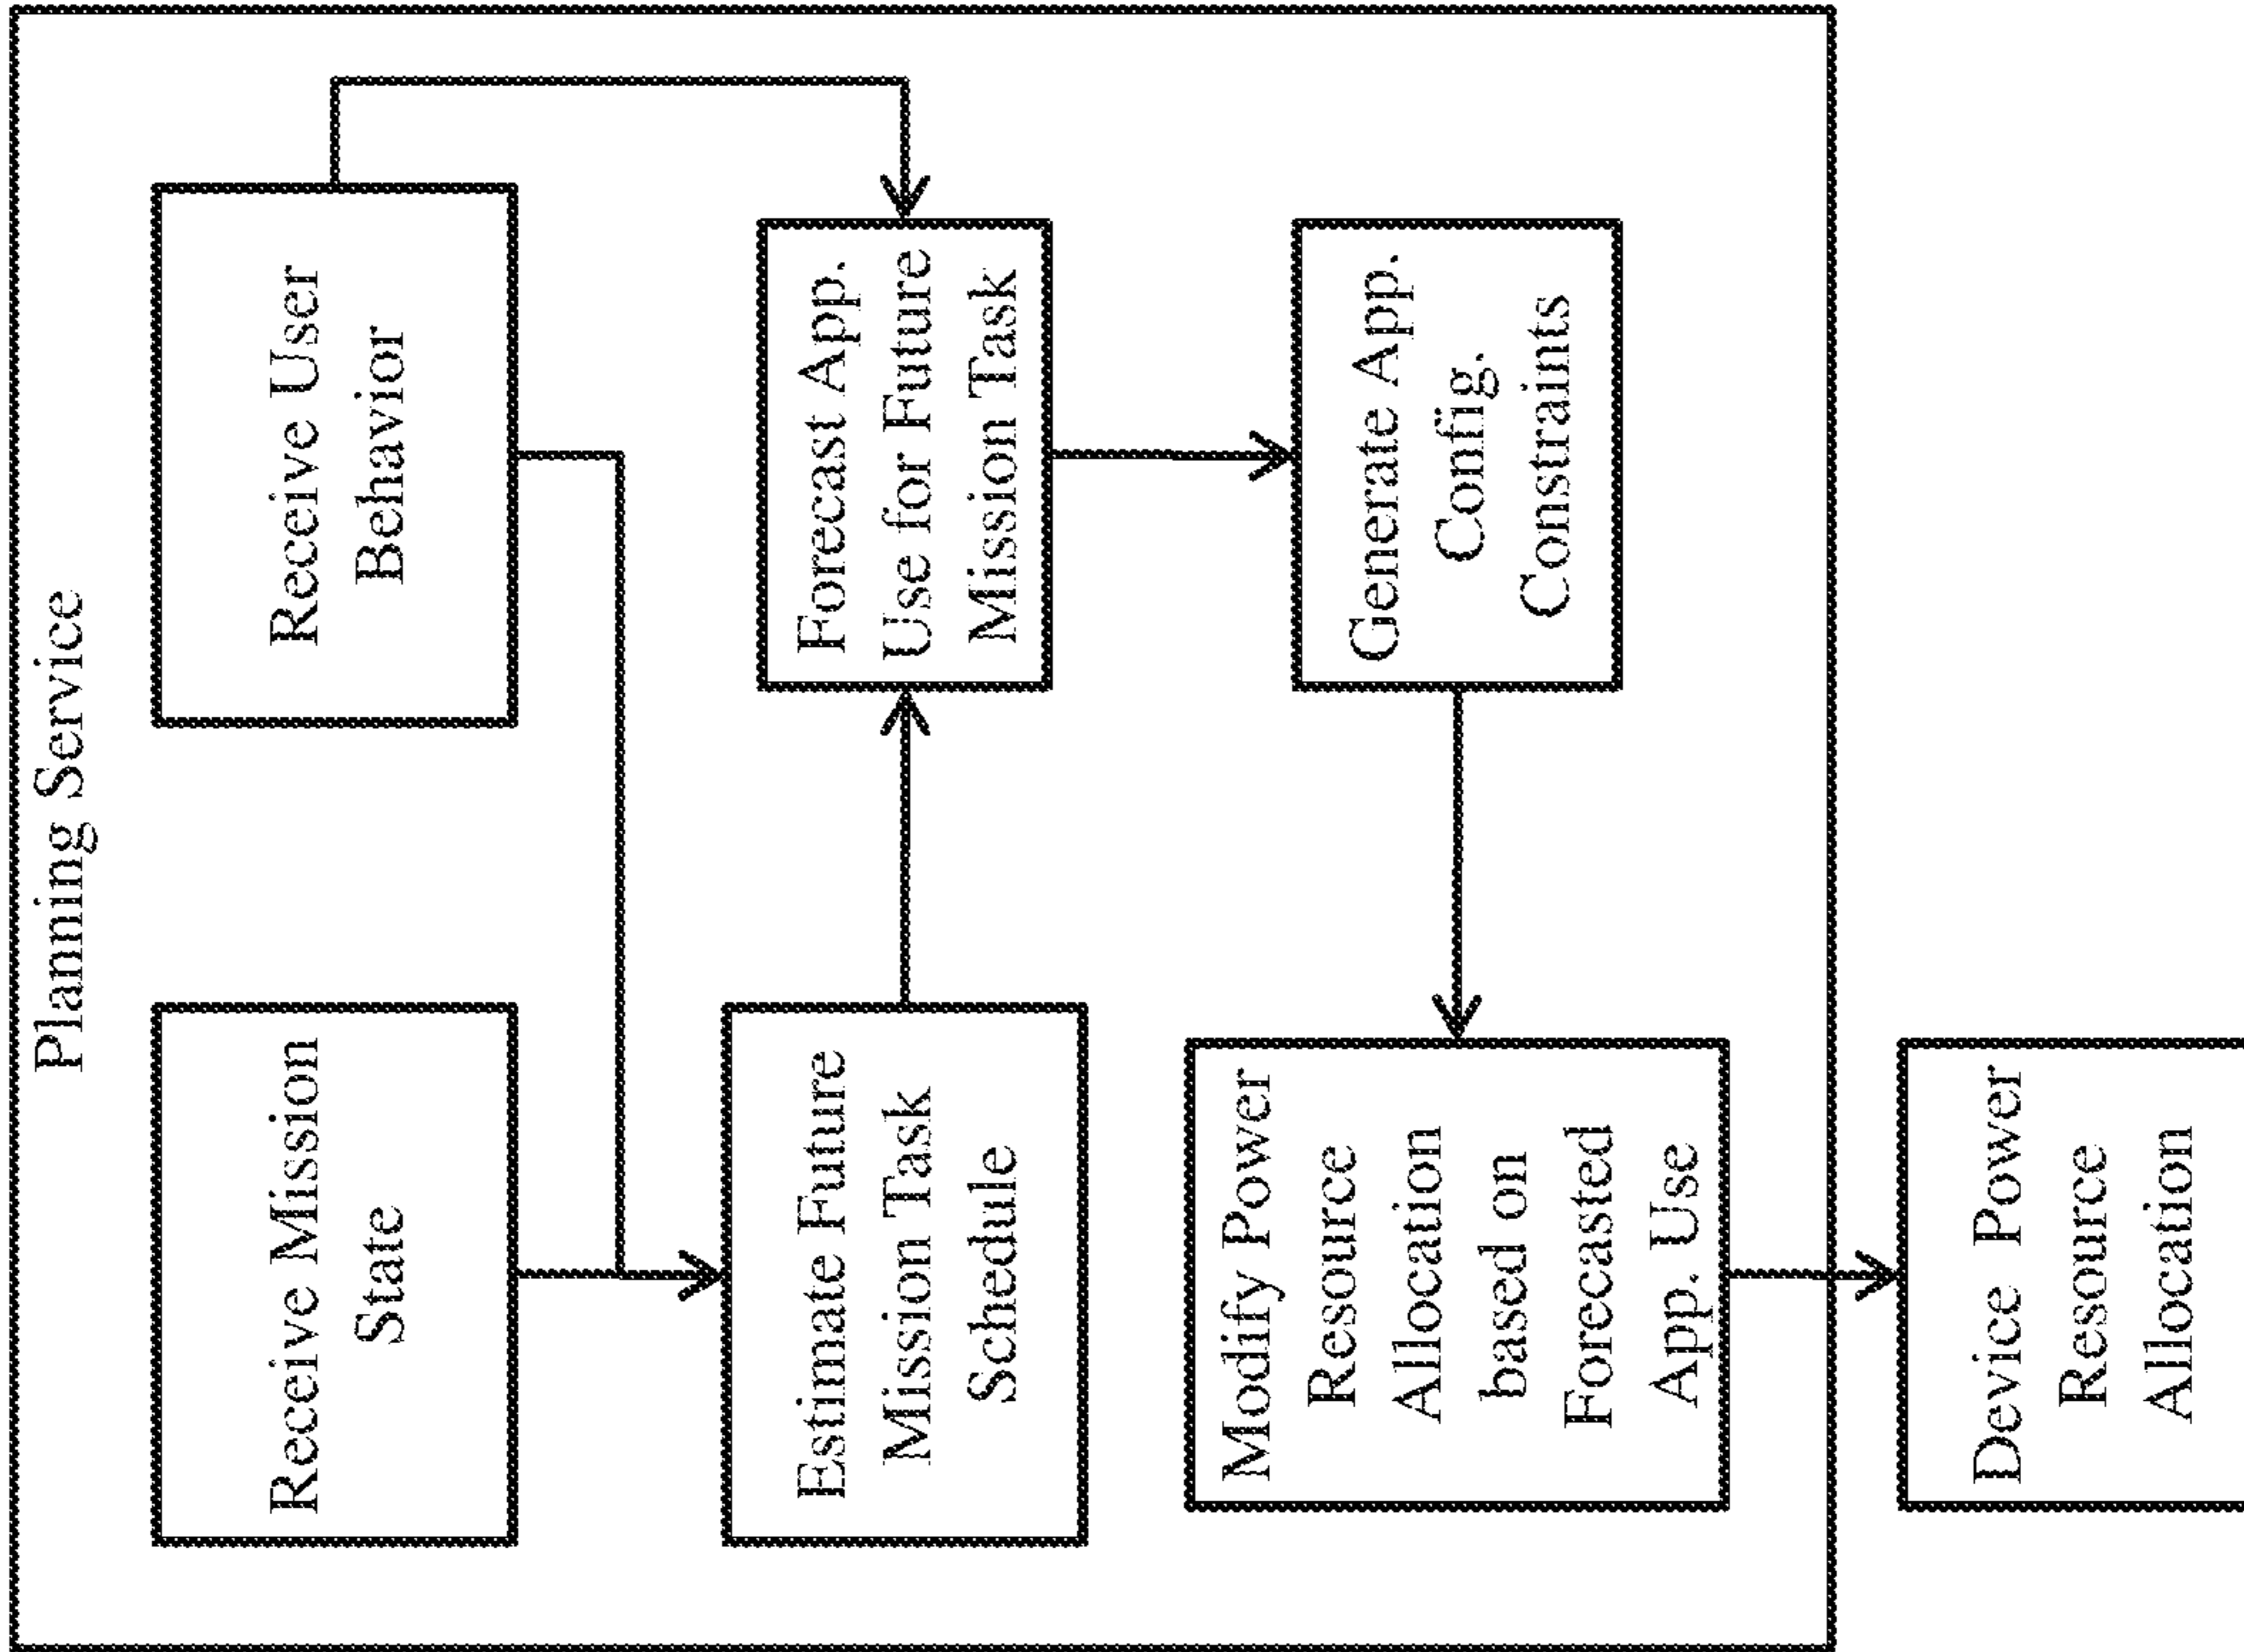 Planning Service
Receive Mission
State
Receive User
Behavior
Estimate Future
Mission Task
Schedule
Forecast App.
Use for Future
Mission Task
Modify Power
Resource
Allocation
based on
Forecasted
App. Use
Generate App.
Config.
Constraints
Device Power
Resource
Allocation